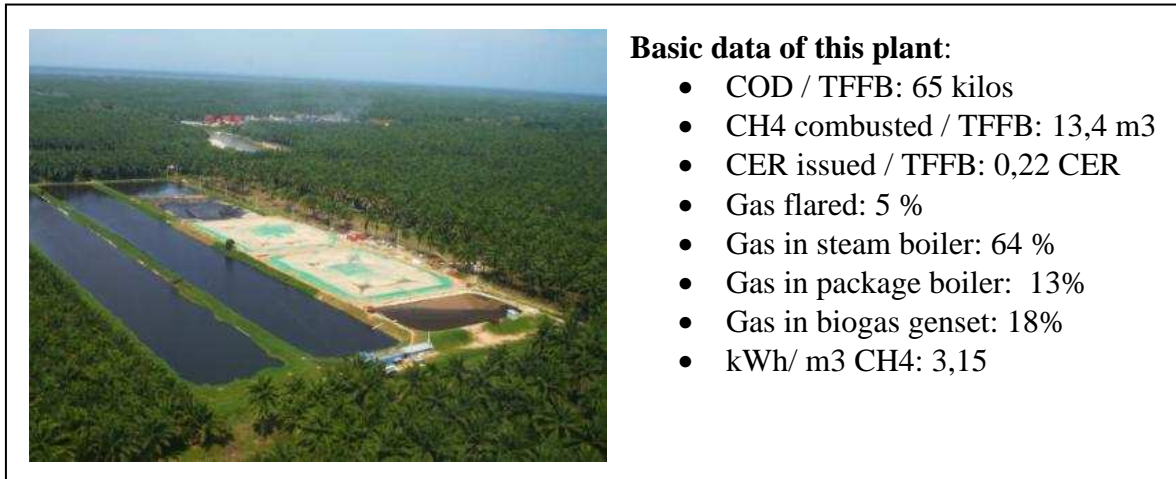 Basic data of this plant:
• COD / TFFB: 65 kilos
• CH4 combusted / TFFB: 13,4 m3
• CER issued / TFFB: 0,22 CER
• Gas flared: 5 %
• Gas in steam boiler: 64 %
• Gas in package boiler:  13%
• Gas in biogas genset: 18%
• kWh/ m3 CH4: 3,15